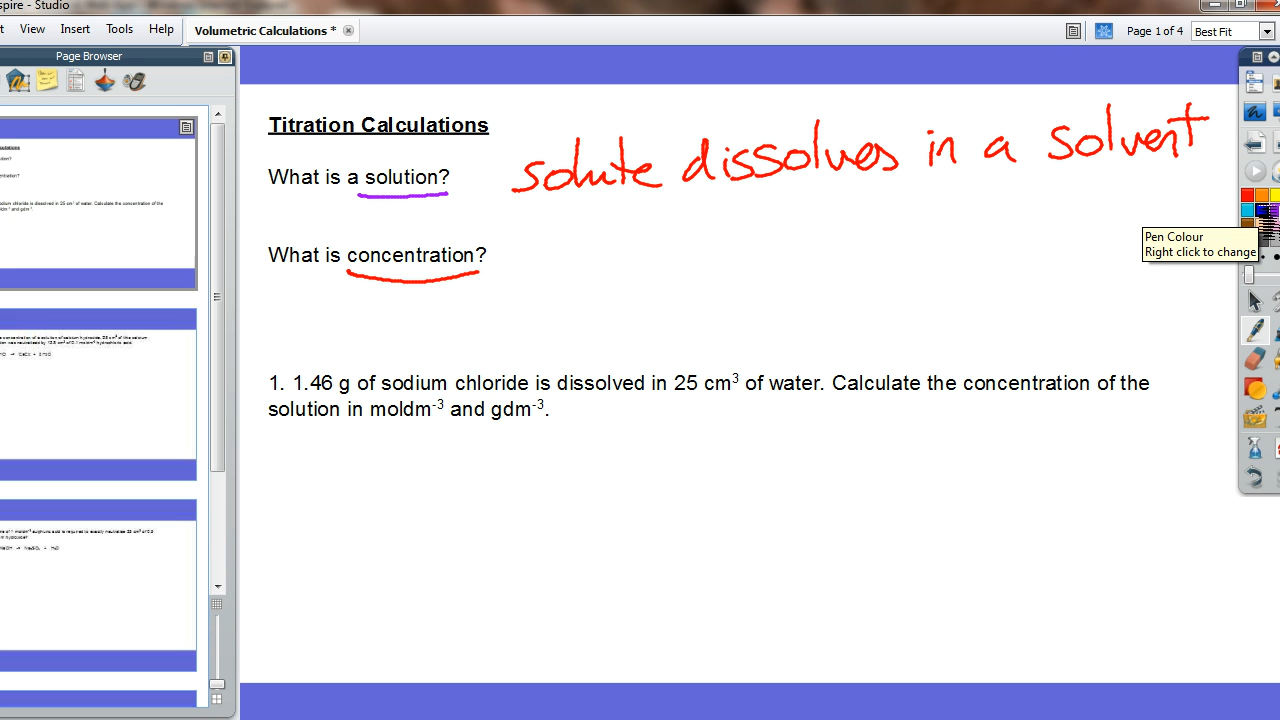 spire - Studio
View Insert Tools Help
Volumetric Calculations *
Page 1 of 4
Best Fit
Page Browser
Titration Calculations
What is a solution?
solute dissolves in a solvent
Pen Colour
Right click to change
What is concentration?
1. 1.46 g of sodium chloride is dissolved in 25 cm³ of water. Calculate the concentration of the
solution in moldm⁻³ and gdm⁻³.